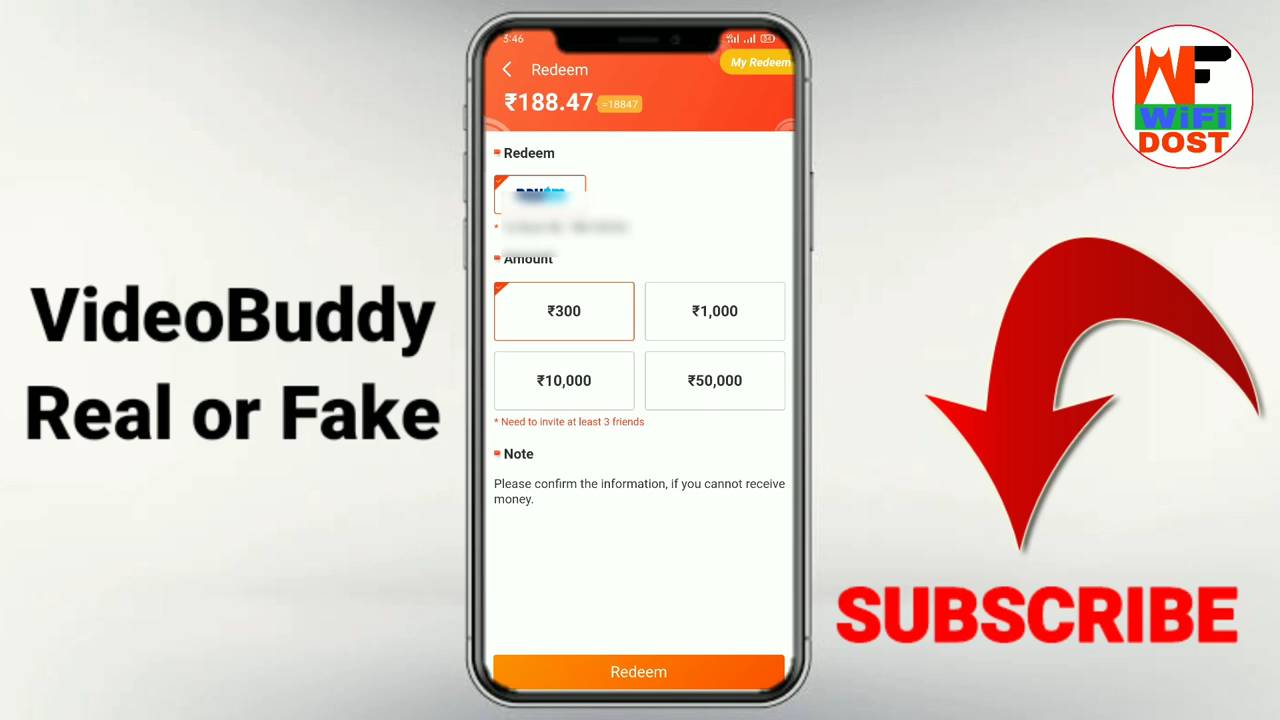 VideoBuddy
Real or Fake
3:46
Redeem
My Redeem
₹188.47
=18847
Redeem
*
Amount
₹300
₹1,000
₹10,000
₹50,000
* Need to invite at least 3 friends
Note
Please confirm the information, if you cannot receive
money.
Redeem
WF
WiFi
DOST
SUBSCRIBE